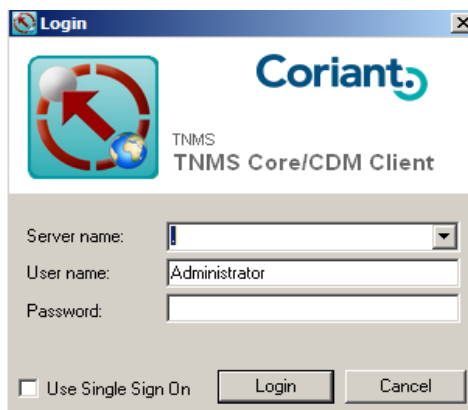 Login
Coriant
TNMS
TNMS Core/CDM Client
Server name: .
User name: Administrator
Password:
Use Single Sign On Login Cancel